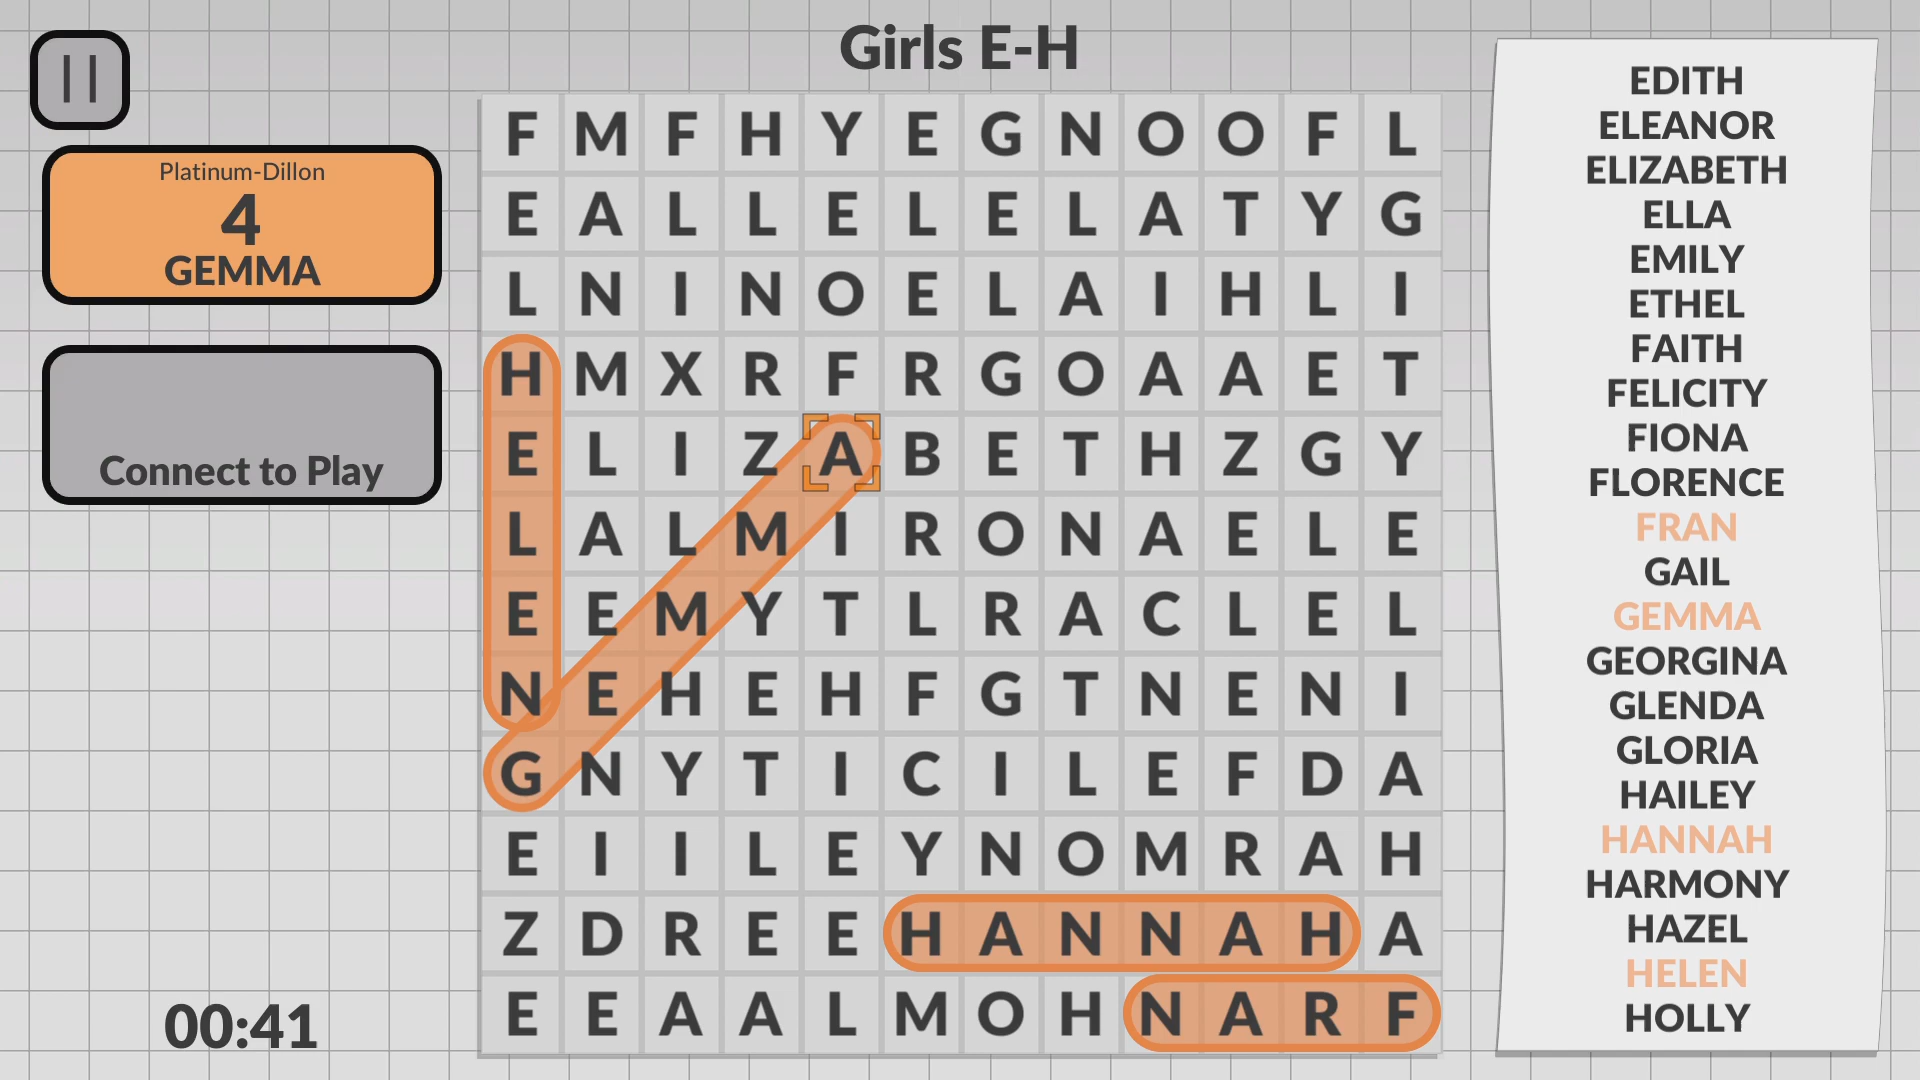 Girls E-H
Platinum-Dillon
4
GEMMA
Connect to Play
00:41
F M F H Y E G N O O F L
E A L L E L E L A T Y G
L N I N O E L A I H L I
H M X R F R G O A A E T
E L I Z A B E T H Z G Y
L A L M I R O N A E L E
E E M Y T L R A C L E L
N E H E H F G T N E N I
G N Y T I C I L E F D A
E I I L E Y N O M R A H
Z D R E E H A N N A H A
E E A A L M O H N A R F
EDITH
ELEANOR
ELIZABETH
ELLA
EMILY
ETHEL
FAITH
FELICITY
FIONA
FLORENCE
FRAN
GAIL
GEMMA
GEORGINA
GLENDA
GLORIA
HAILEY
HANNAH
HARMONY
HAZEL
HELEN
HOLLY